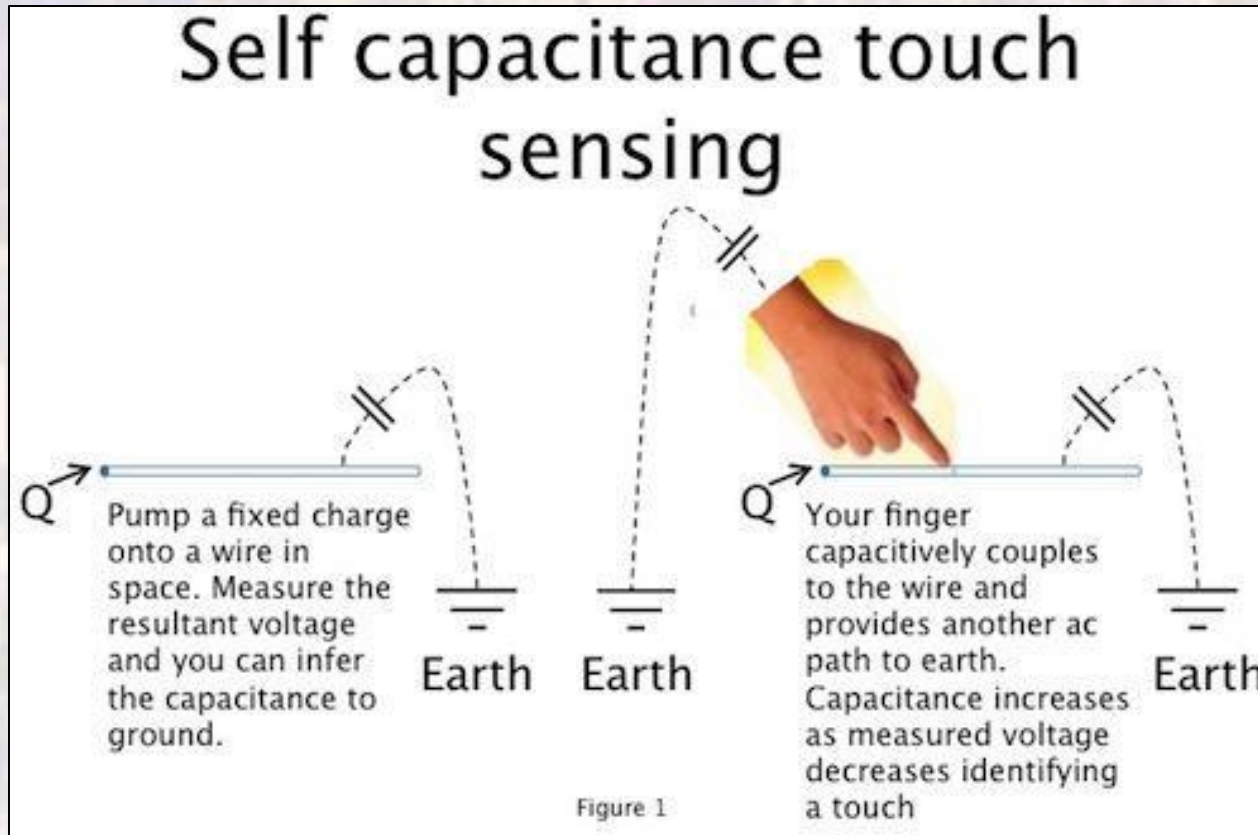 Self capacitance touch
sensing
Q
Pump a fixed charge
onto a wire in
space. Measure the
resultant voltage
and you can infer
the capacitance to
ground.
Earth
Earth
Q
Your finger
capacitively couples
to the wire and
provides another ac
path to earth.
Capacitance increases
as measured voltage
decreases identifying
a touch
Earth
Figure 1